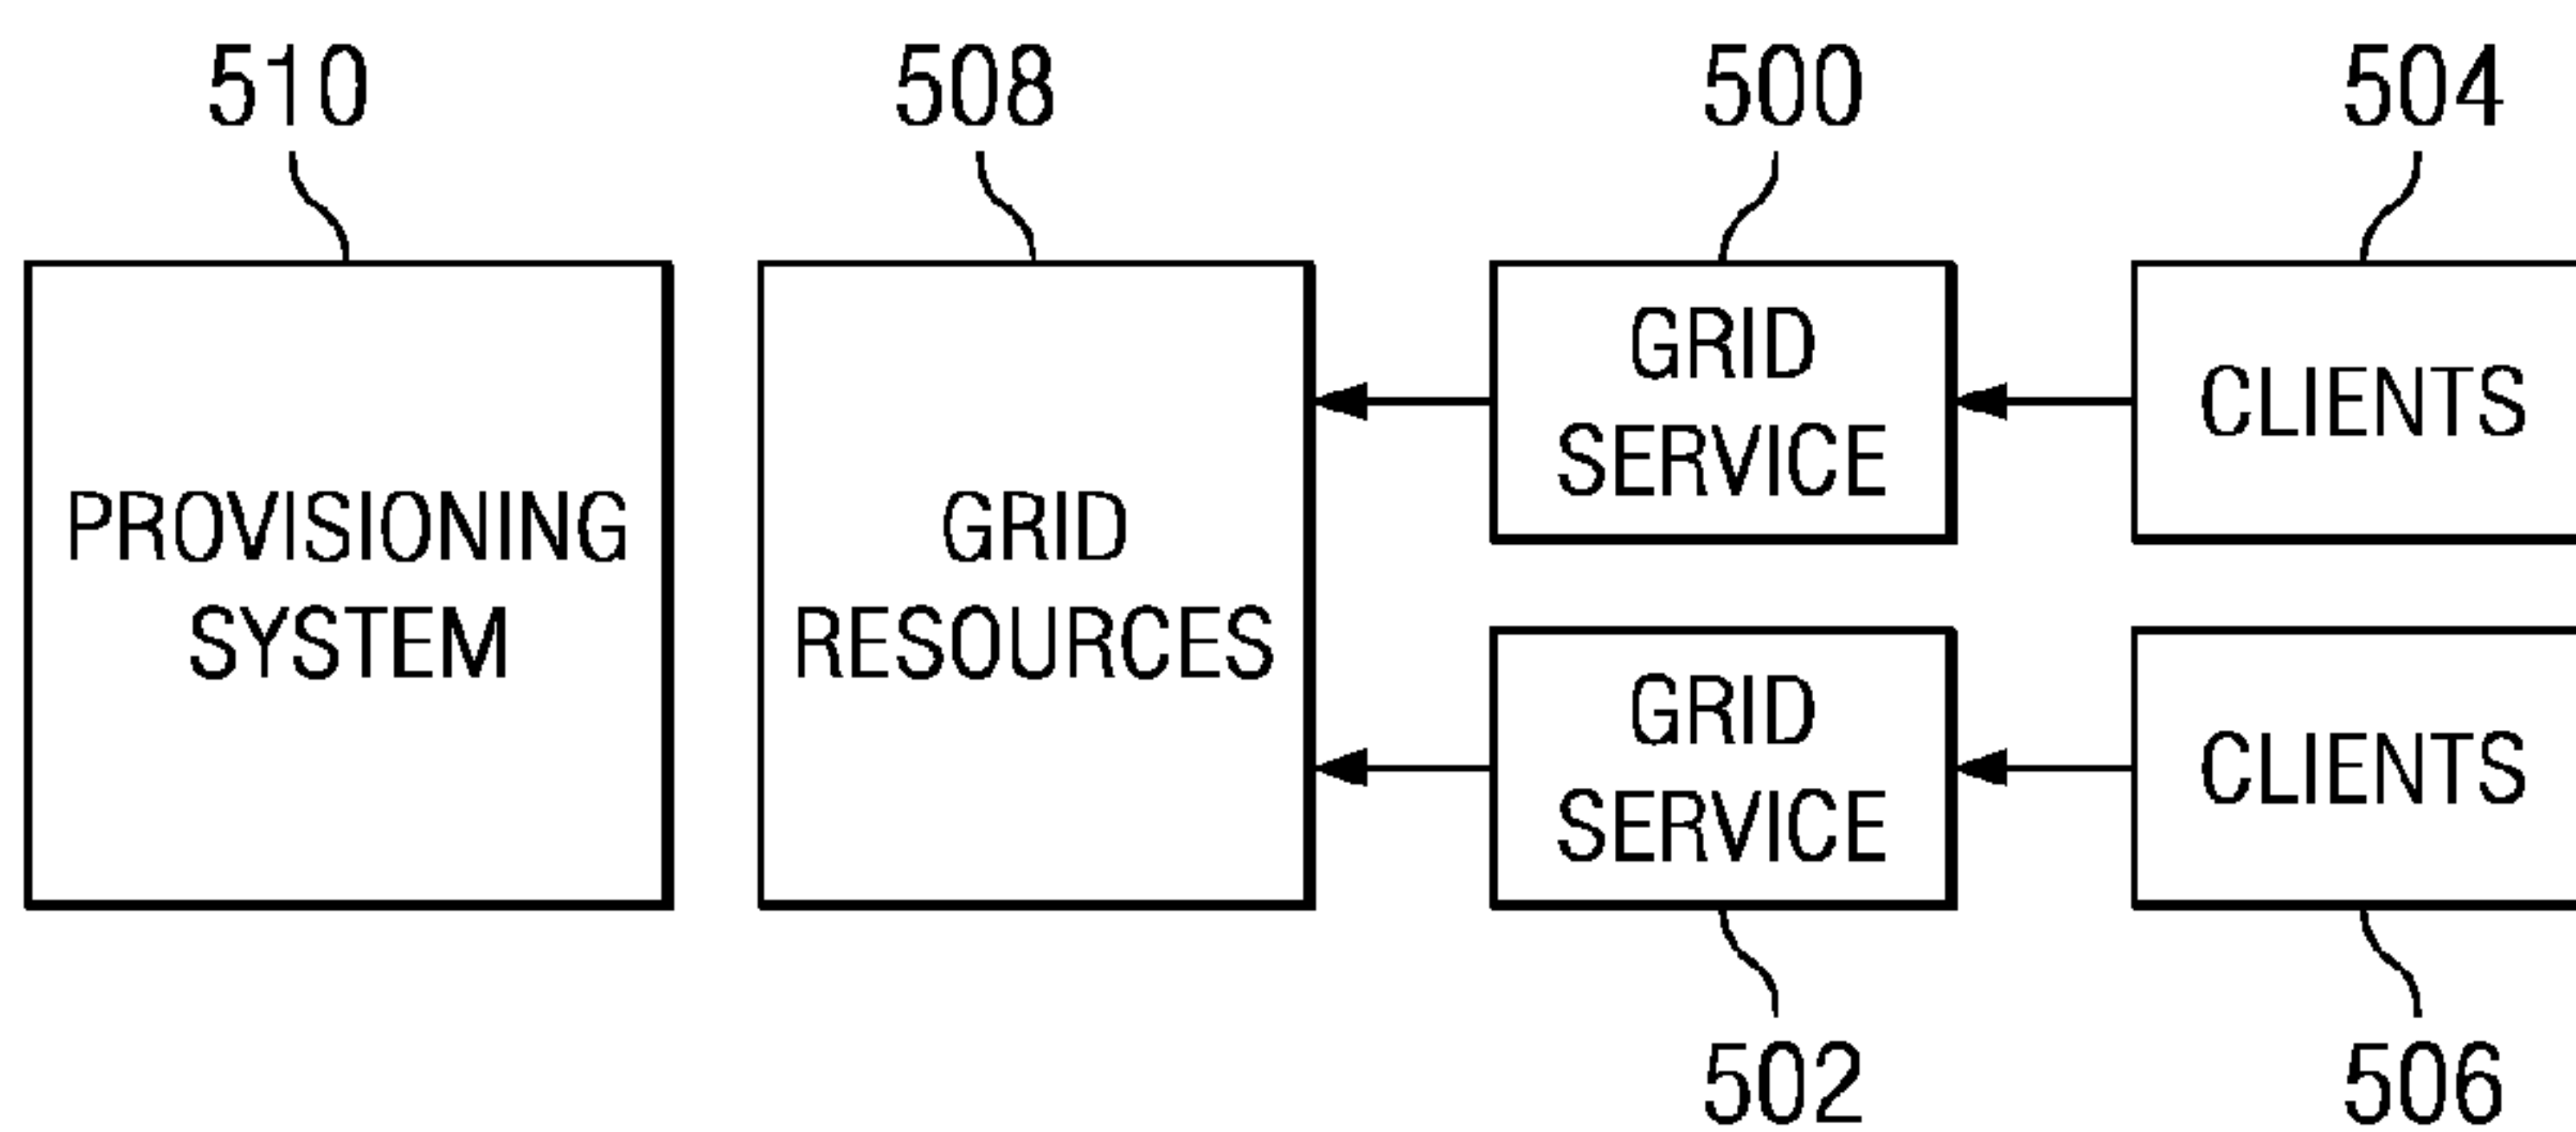 510
508
500
504
PROVISIONING
SYSTEM
GRID
RESOURCES
GRID
SERVICE
CLIENTS
GRID
SERVICE
CLIENTS
502
506